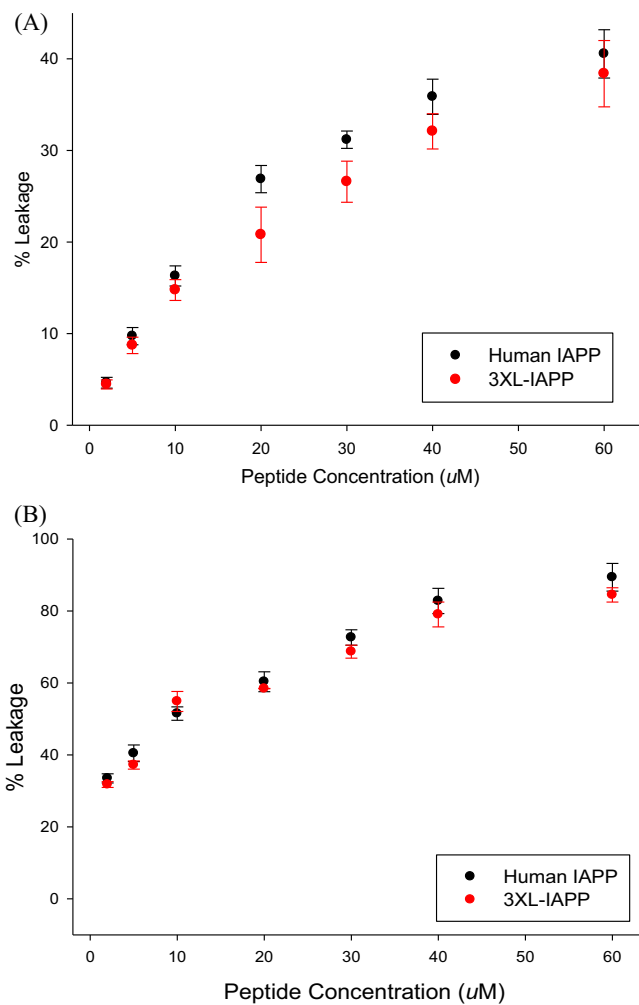 (A)
40
30
20
10
0
% Leakage
Human IAPP
3XL-IAPP
0 10 20 30 40 50 60
Peptide Concentration (uM)
(B)
100
80
60
40
20
0
% Leakage
Human IAPP
3XL-IAPP
0 10 20 30 40 50 60
Peptide Concentration (uM)